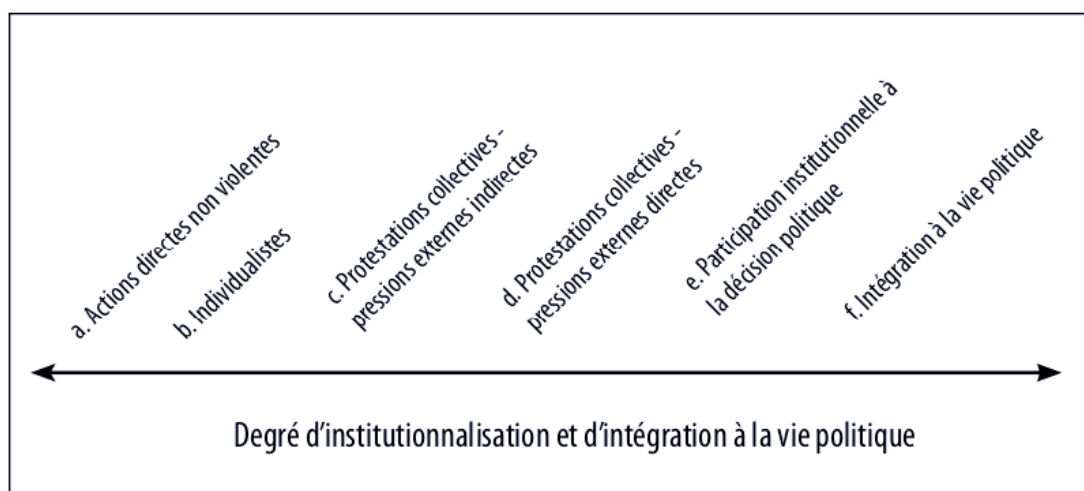 a. Actions directes non violentes
b. Individualistes
c. Protestations collectives –
pressions externes indirectes
d. Protestations collectives –
pressions externes directes
e. Participation institutionnelle à
la décision politique
f. Intégration à la vie politique
Degré d’institutionnalisation et d’intégration à la vie politique